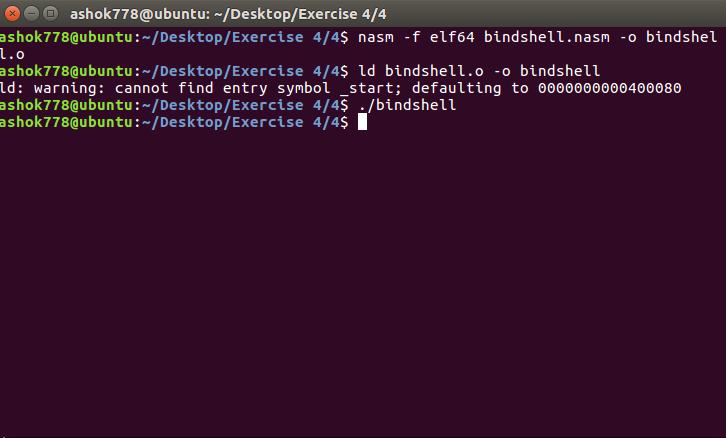 ashok778@ubuntu: ~/Desktop/Exercise 4/4
ashok778@ubuntu:~/Desktop/Exercise 4/4$ nasm -f elf64 bindshell.nasm -o bindshel
l.o
ashok778@ubuntu:~/Desktop/Exercise 4/4$ ld bindshell.o -o bindshell
ld: warning: cannot find entry symbol _start; defaulting to 0000000000400080
ashok778@ubuntu:~/Desktop/Exercise 4/4$ ./bindshell
ashok778@ubuntu:~/Desktop/Exercise 4/4$